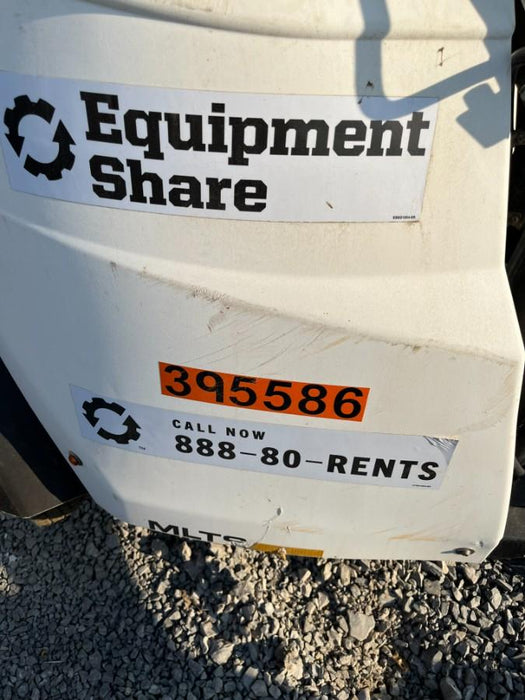 Equipment
Share
395586
CALL NOW
888-80-RENTS
MLTS